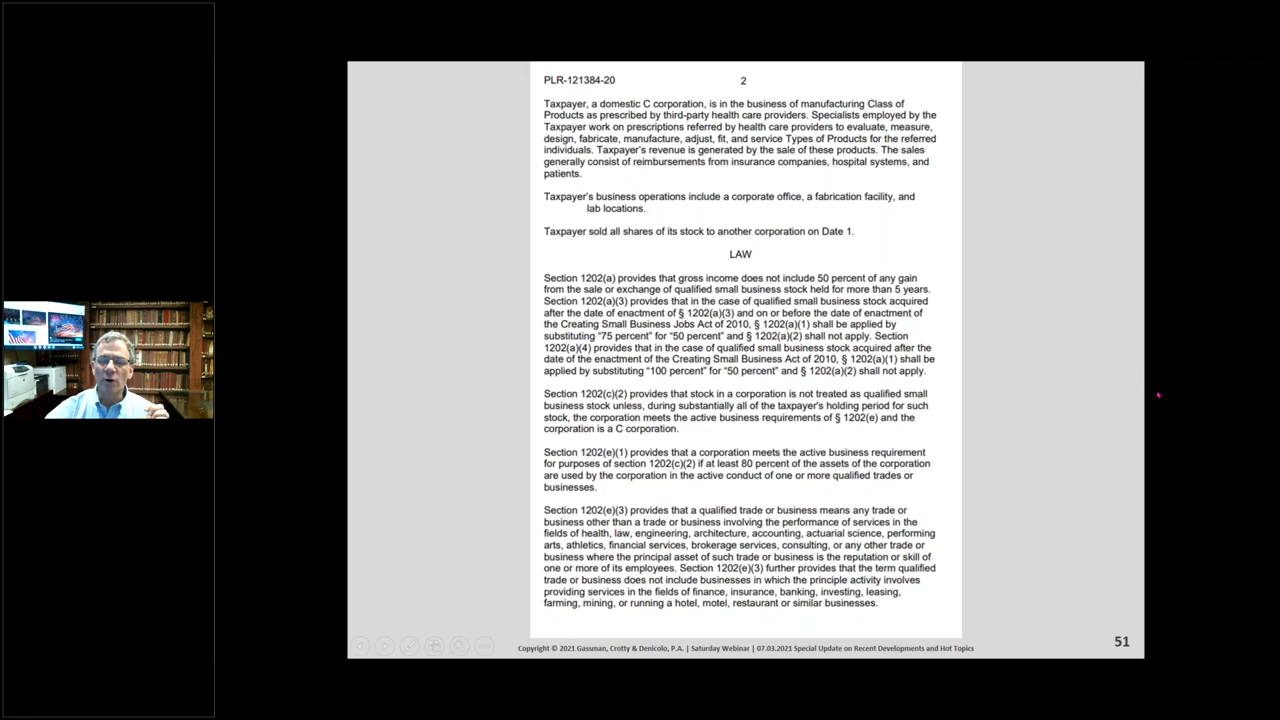 PLR-121384-20
2
Taxpayer, a domestic C corporation, is in the business of manufacturing Class of
Products as prescribed by third-party health care providers. Specialists employed by the
Taxpayer work on prescriptions referred by health care providers to evaluate, measure,
design, fabricate, manufacture, adjust, fit, and service Types of Products for the referred
individuals. Taxpayer's revenue is generated by the sale of these products. The sales
generally consist of reimbursements from insurance companies, hospital systems, and
patients.
Taxpayer's business operations include a corporate office, a fabrication facility, and
lab locations.
Taxpayer sold all shares of its stock to another corporation on Date 1.
LAW
Section 1202(a) provides that gross income does not include 50 percent of any gain
from the sale or exchange of qualified small business stock held for more than 5 years.
Section 1202(a)(3) provides that in the case of qualified small business stock acquired
after the date of enactment of § 1202(a)(3) and on or before the date of enactment of
the Creating Small Business Jobs Act of 2010, § 1202(a)(1) shall be applied by
substituting "75 percent" for "50 percent" and § 1202(a)(2) shall not apply. Section
1202(a)(4) provides that in the case of qualified small business stock acquired after the
date of the enactment of the Creating Small Business Act of 2010, § 1202(a)(1) shall be
applied by substituting "100 percent" for "50 percent" and § 1202(a)(2) shall not apply.
Section 1202(c)(2) provides that stock in a corporation is not treated as qualified small
business stock unless, during substantially all of the taxpayer's holding period for such
stock, the corporation meets the active business requirements of § 1202(e) and the
corporation is a C corporation.
Section 1202(e)(1) provides that a corporation meets the active business requirement
for purposes of section 1202(c)(2) if at least 80 percent of the assets of the corporation
are used by the corporation in the active conduct of one or more qualified trades or
businesses.
Section 1202(e)(3) provides that a qualified trade or business means any trade or
business other than a trade or business involving the performance of services in the
fields of health, law, engineering, architecture, accounting, actuarial science, performing
arts, athletics, financial services, brokerage services, consulting, or any other trade or
business where the principal asset of such trade or business is the reputation or skill of
one or more of its employees. Section 1202(e)(3) further provides that the term qualified
trade or business does not include businesses in which the principle activity involves
providing services in the fields of finance, insurance, banking, investing, leasing,
farming, mining, or running a hotel, motel, restaurant or similar businesses.
Copyright © 2021 Gassman, Crotty & Denicolo, P.A. | Saturday Webinar | 07.03.2021 Special Update on Recent Developments and Hot Topics
51